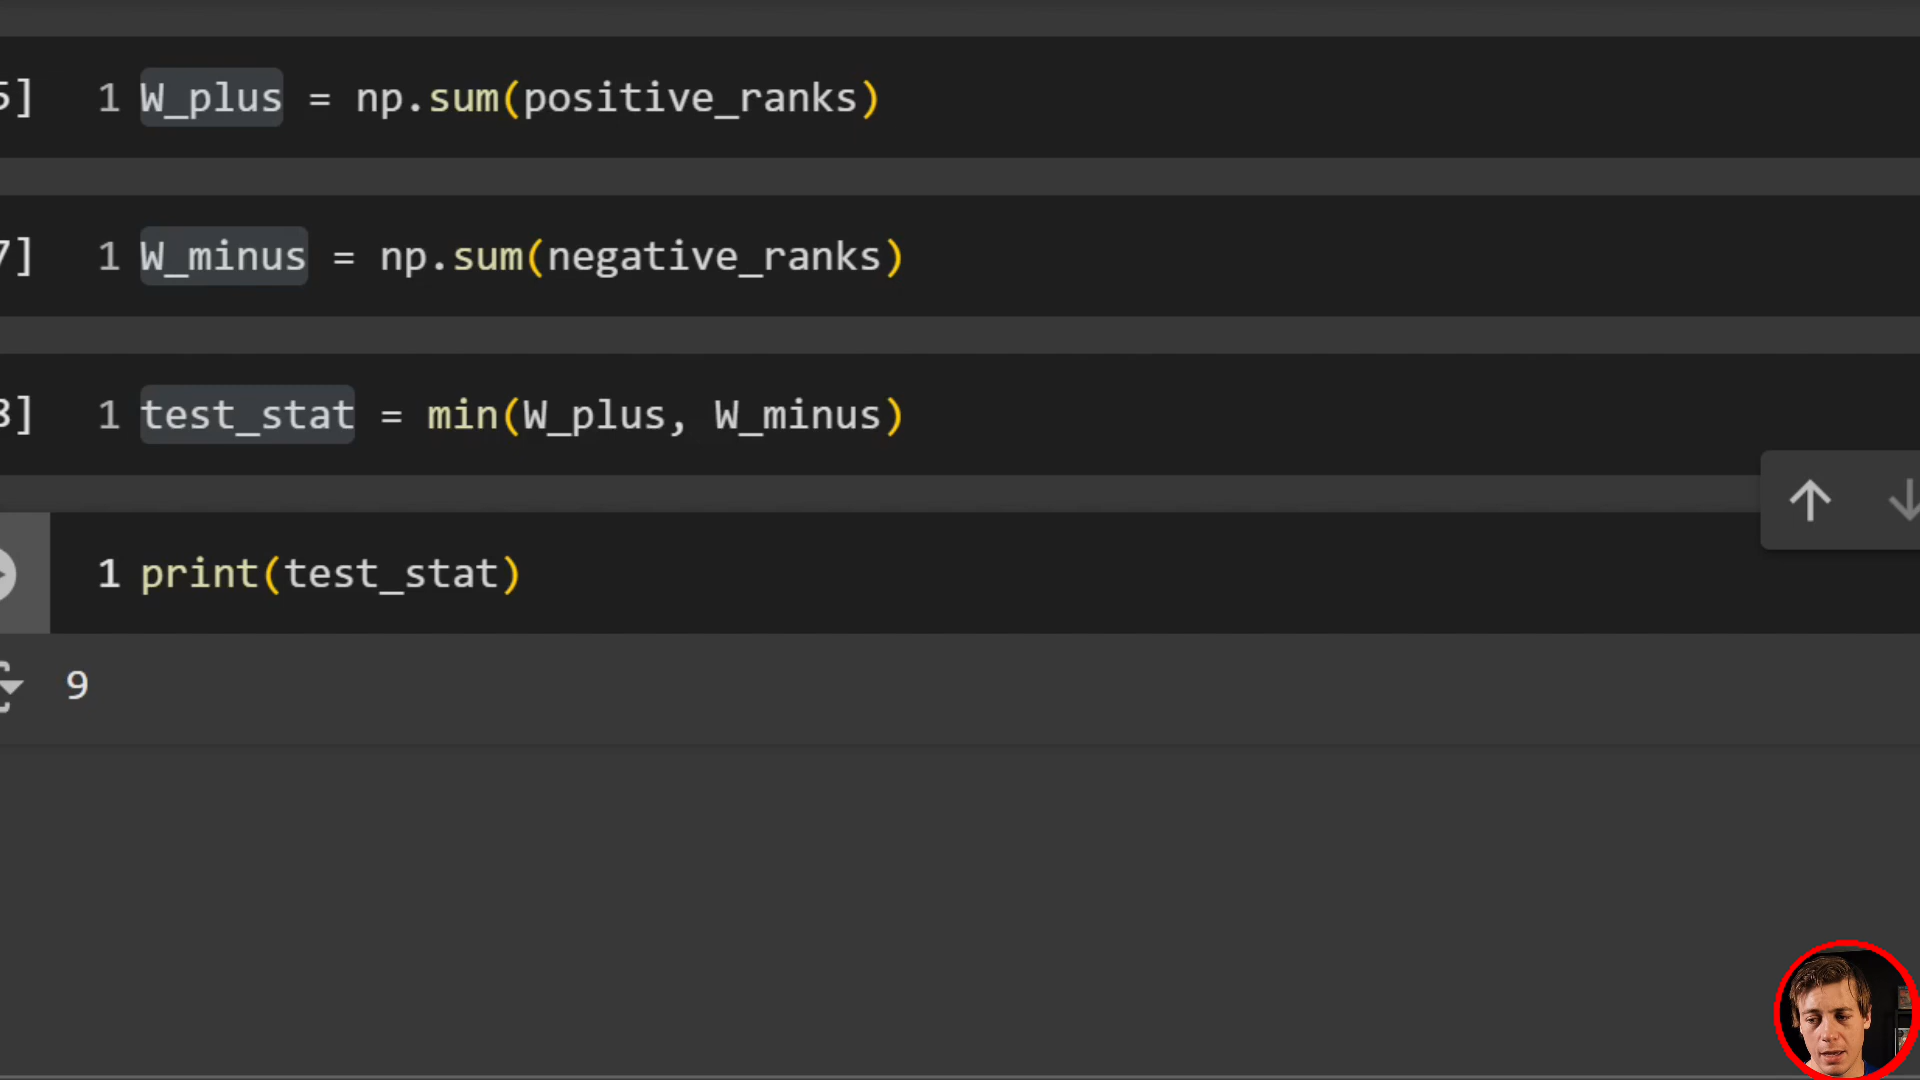 5] 1 W_plus = np.sum(positive_ranks)
7] 1 W_minus = np.sum(negative_ranks)
8] 1 test_stat = min(W_plus, W_minus)
1 print(test_stat)
9